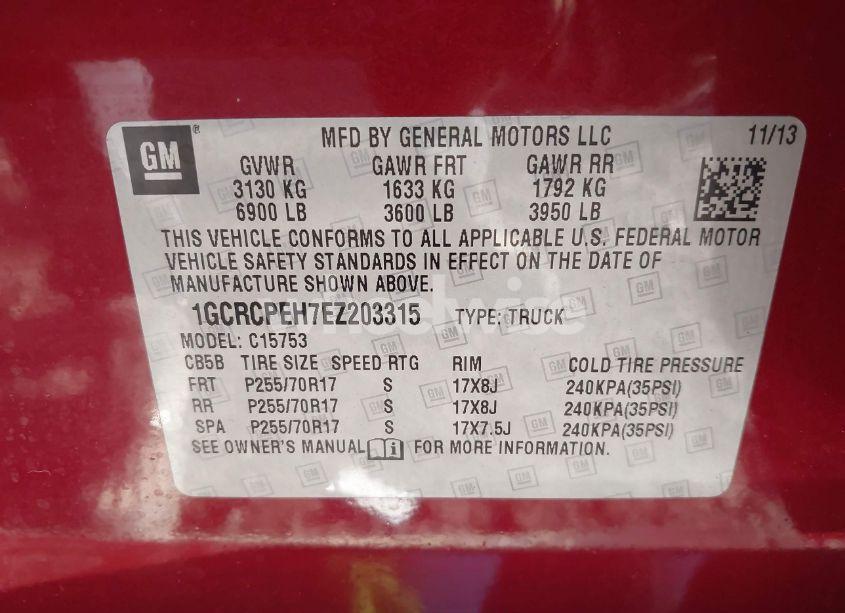 GM® MFD BY GENERAL MOTORS LLC 11/13
GVWR GAWR FRT GAWR RR
3130 KG 1633 KG 1792 KG
6900 LB 3600 LB 3950 LB
THIS VEHICLE CONFORMS TO ALL APPLICABLE U.S. FEDERAL MOTOR
VEHICLE SAFETY STANDARDS IN EFFECT ON THE DATE OF
MANUFACTURE SHOWN ABOVE.
1GCRCPEH7EZ203315 TYPE: TRUCK
MODEL: C15753
CB5B TIRE SIZE SPEED RTG RIM COLD TIRE PRESSURE
FRT P255/70R17 S 17X8J 240KPA(35PSI)
RR P255/70R17 S 17X8J 240KPA(35PSI)
SPA P255/70R17 S 17X7.5J 240KPA(35PSI)
SEE OWNER'S MANUAL FOR MORE INFORMATION.